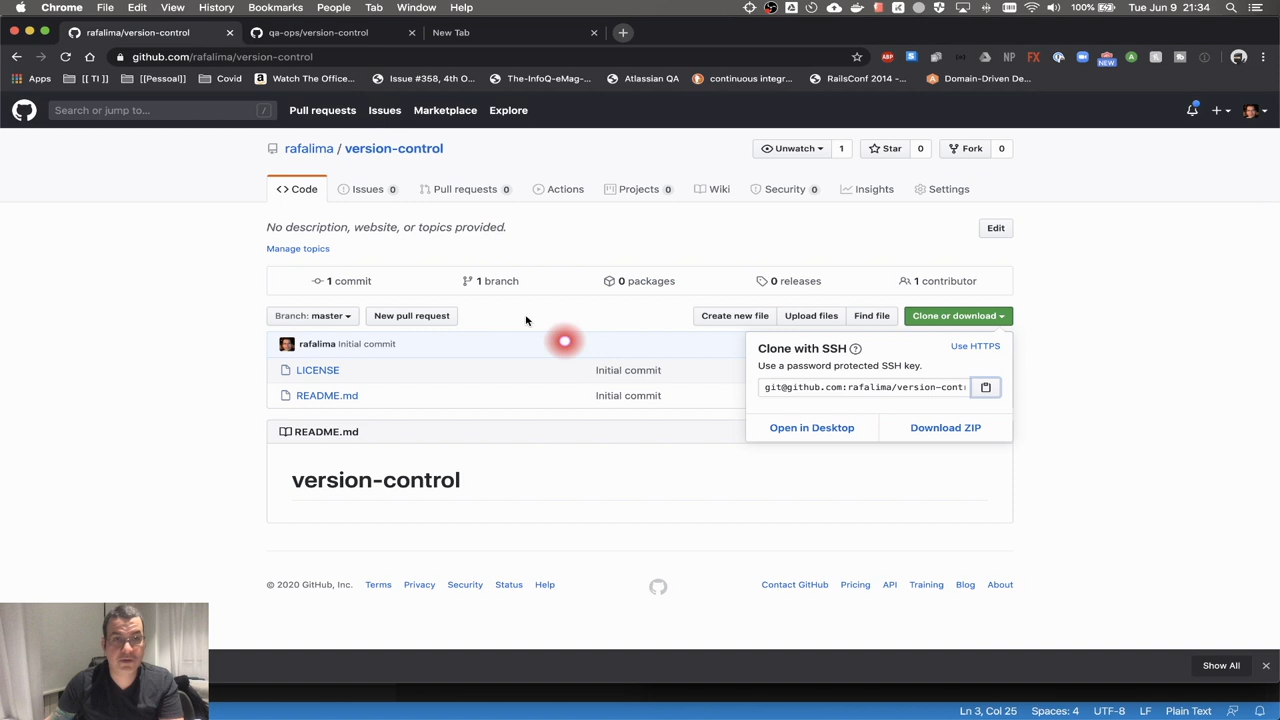 Chrome File Edit View History Bookmarks People Tab Window Help 100% Tue Jun 9 21:34
rafalima/version-control qa-ops/version-control New Tab
github.com/rafalima/version-control ABP NP FX NEW A
Apps [[ TI ]] [[Pessoal]] Covid Watch The Office... Issue #358, 4th O... The-InfoQ-eMag-... Atlassian QA continuous integr... RailsConf 2014 -... Domain-Driven De...
Search or jump to... / Pull requests Issues Marketplace Explore
rafalima / version-control Unwatch 1 Star 0 Fork 0
Code Issues 0 Pull requests 0 Actions Projects 0 Wiki Security 0 Insights Settings
No description, website, or topics provided. Edit
Manage topics
1 commit 1 branch 0 packages 0 releases 1 contributor
Branch: master New pull request Create new file Upload files Find file Clone or download
rafalima Initial commit
LICENSE Initial commit
README.md Initial commit
Clone with SSH Use HTTPS
Use a password protected SSH key.
git@github.com:rafalima/version-cont
Open in Desktop Download ZIP
README.md
version-control
© 2020 GitHub, Inc. Terms Privacy Security Status Help Contact GitHub Pricing API Training Blog About
Show All
Ln 3, Col 25 Spaces: 4 UTF-8 LF Plain Text